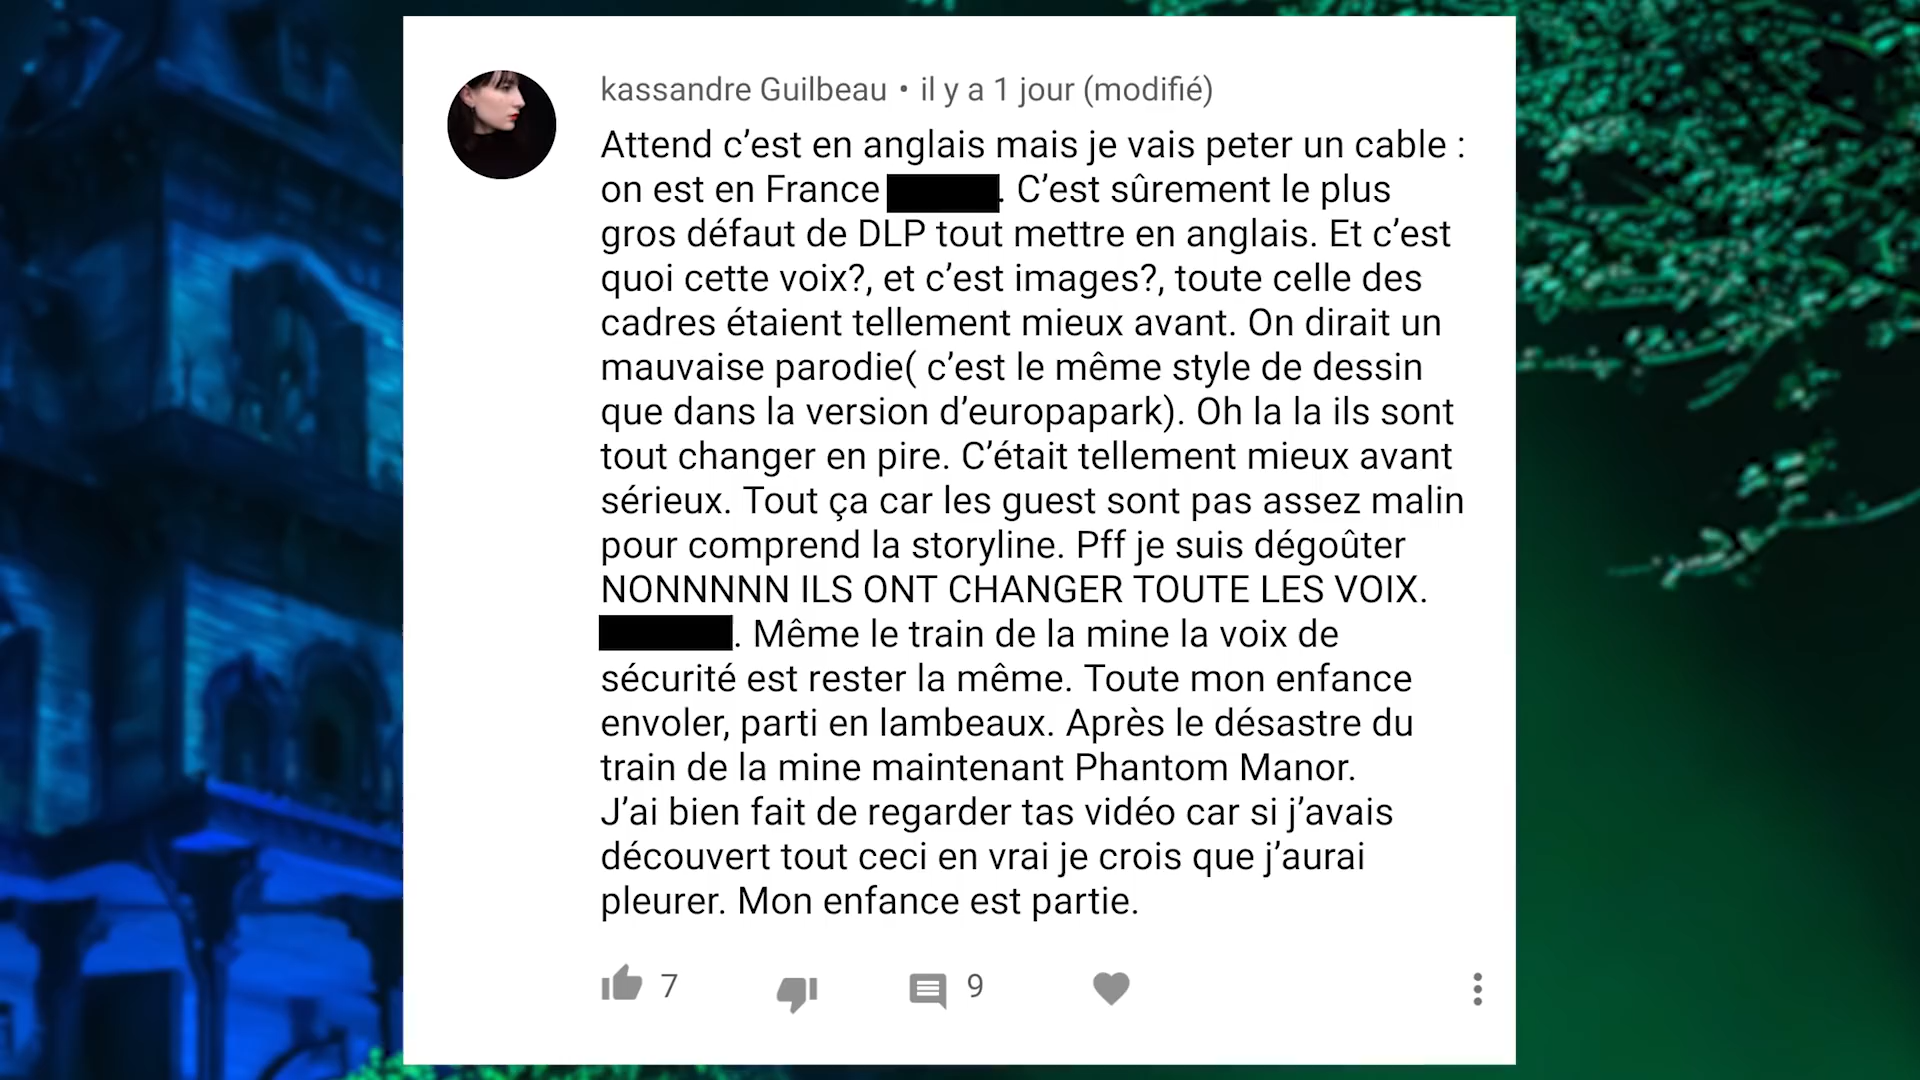 kassandre Guilbeau • il y a 1 jour (modifié)
Attend c’est en anglais mais je vais peter un cable :
on est en France . C’est sûrement le plus
gros défaut de DLP tout mettre en anglais. Et c’est
quoi cette voix?, et c’est images?, toute celle des
cadres étaient tellement mieux avant. On dirait un
mauvaise parodie( c’est le même style de dessin
que dans la version d’europapark). Oh la la ils sont
tout changer en pire. C’était tellement mieux avant
sérieux. Tout ça car les guest sont pas assez malin
pour comprend la storyline. Pff je suis dégoûter
NONNNNN ILS ONT CHANGER TOUTE LES VOIX.
. Même le train de la mine la voix de
sécurité est rester la même. Toute mon enfance
envoler, parti en lambeaux. Après le désastre du
train de la mine maintenant Phantom Manor.
J’ai bien fait de regarder tas vidéo car si j’avais
découvert tout ceci en vrai je crois que j’aurai
pleurer. Mon enfance est partie.
7 9